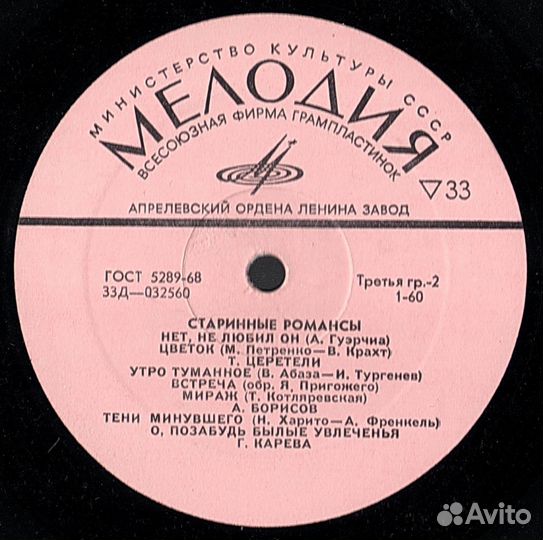 МИНИСТЕРСТВО КУЛЬТУРЫ СССР
МЕЛОДИЯ
ВСЕСОЮЗНАЯ ФИРМА ГРАМПЛАСТИНОК
▽33
АПРЕЛЕВСКИЙ ОРДЕНА ЛЕНИНА ЗАВОД
ГОСТ 5289-68
33Д—032560
Третья гр.-2
1-60
СТАРИННЫЕ РОМАНСЫ
НЕТ, НЕ ЛЮБИЛ ОН (А. Гуэрчиа)
ЦВЕТОК (М. Петренко—В. Крахт)
Т. ЦЕРЕТЕЛИ
УТРО ТУМАННОЕ (В. Абаза—И. Тургенев)
ВСТРЕЧА (обр. Я. Пригожего)
МИРАЖ (Т. Котляревская)
А. БОРИСОВ
ТЕНИ МИНУВШЕГО (Н. Харито—А. Френкель)
О, ПОЗАБУДЬ БЫЛЫЕ УВЛЕЧЕНЬЯ
Г. КАРЕВА
Avito